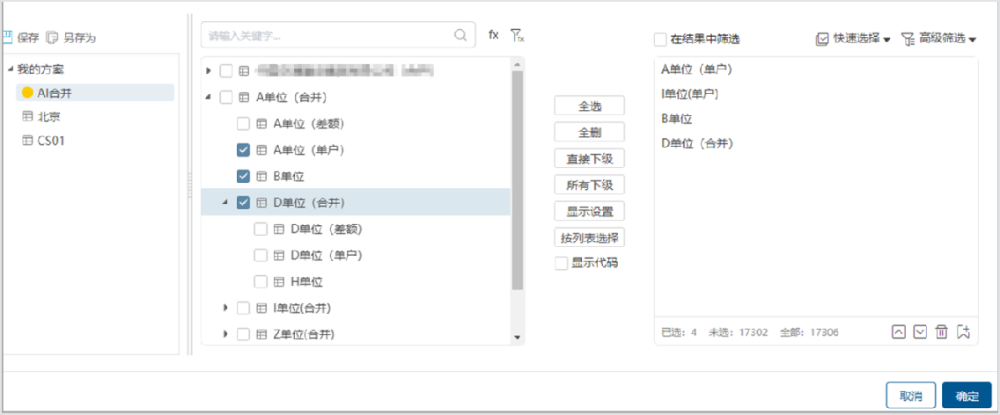 保存 另存为
我的方案
AI合并
北京
CS01
请输入关键字... fx fx
A单位（合并）
A单位（差额）
A单位（单户）
B单位
D单位（合并）
D单位（差额）
D单位（单户）
H单位
I单位(合并)
Z单位(合并)
全选
全删
直接下级
所有下级
显示设置
按列表选择
显示代码
在结果中筛选 快速选择 高级筛选
A单位（单户）
I单位(单户)
B单位
D单位（合并）
已选：4 未选：17302 全部：17306
取消 确定